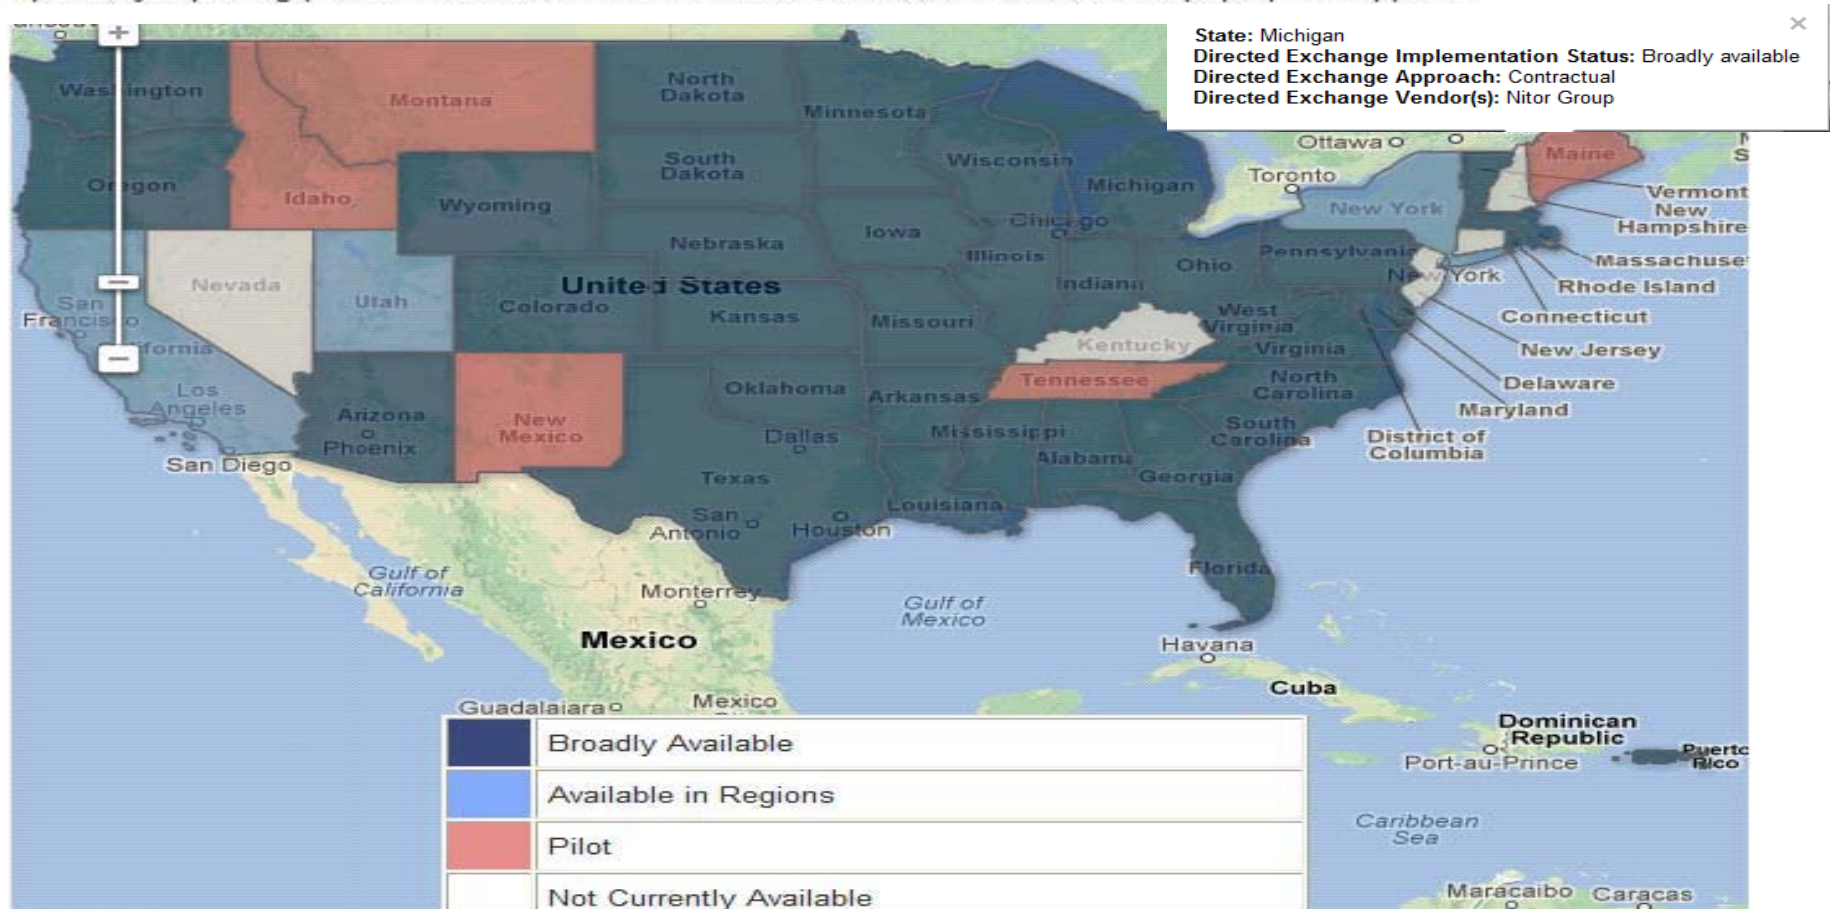 State: Michigan
Directed Exchange Implementation Status: Broadly available
Directed Exchange Approach: Contractual
Directed Exchange Vendor(s): Nitor Group
Washington
Montana
North
Dakota
Minnesota
Ottawa
Maine
Oregon
Idaho
Wyoming
South
Dakota
Wisconsin
Michigan
Toronto
New York
Vermont
New
Hampshire
Nebraska
Iowa
Chicago
Illinois
Indiana
Ohio
Pennsylvania
New York
Massachuse
Rhode Island
Connecticut
New Jersey
Delaware
Maryland
District of
Columbia
Nevada
Utah
United States
Colorado
Kansas
Missouri
West
Virginia
Kentucky
Virginia
San
Francisco
Los
Angeles
San Diego
Arizona
Phoenix
New
Mexico
Oklahoma
Arkansas
Tennessee
North
Carolina
South
Carolina
Dallas
Mississippi
Alabama
Georgia
Texas
Louisiana
San
Antonio
Houston
Florida
Gulf of
California
Monterrey
Gulf of
Mexico
Mexico
Havana
Cuba
Guadalajara
Mexico
Dominican
Republic
Port-au-Prince
Puerto
Rico
Caribbean
Sea
Maracaibo
Caracas
Broadly Available
Available in Regions
Pilot
Not Currently Available